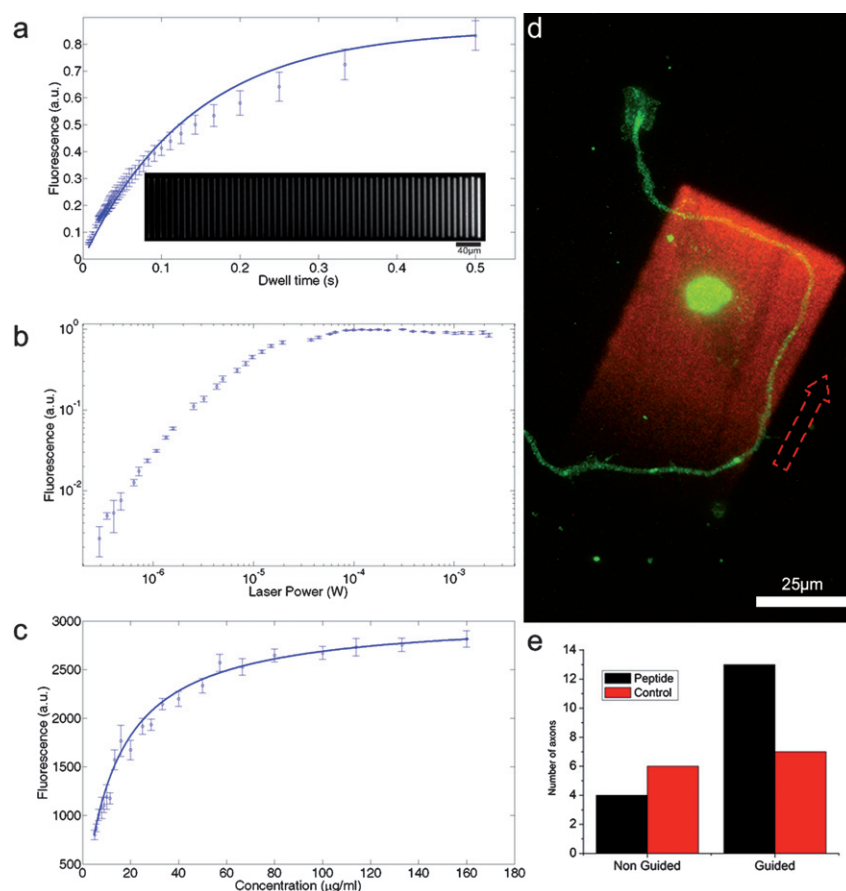 a
0.8
0.7
0.6
0.5
0.4
0.3
0.2
0.1
0
Fluorescence (a.u.)
40μm
0 0.1 0.2 0.3 0.4 0.5
Dwell time (s)
b
10⁰
10⁻¹
10⁻²
Fluorescence (a.u.)
10⁻⁶ 10⁻⁵ 10⁻⁴ 10⁻³
Laser Power (W)
c
3000
2500
2000
1500
1000
500
Fluorescence (a.u.)
0 20 40 60 80 100 120 140 160 180
Concentration (μg/ml)
d
25μm
e
14
12
10
8
6
4
2
0
Number of axons
Peptide
Control
Non Guided Guided